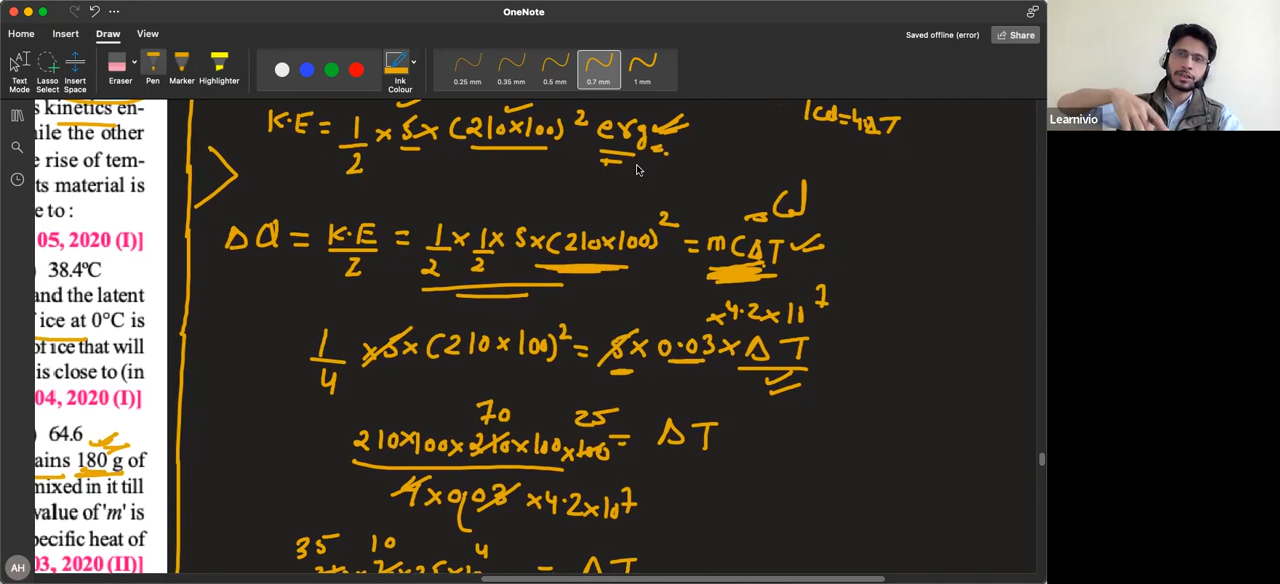 OneNote
Home Insert Draw View
Saved offline (error) Share
Text Mode Lasso Select Insert Space Eraser Pen Marker Highlighter Ink Colour 0.25 mm 0.35 mm 0.5 mm 0.7 mm 1 mm
Learnivio
s kinetics en-
hile the other
e rise of tem-
ts material is
e to :
05, 2020 (I)]
) 38.4°C
and the latent
of ice at 0°C is
of ice that will
is close to (in
04, 2020 (I)]
) 64.6
ains 180 g of
mixed in it till
value of 'm' is
pecific heat of
03, 2020 (II)]
K.E = 1/2 × 5 × (210×100)² erg
ΔQ = K.E/2 = 1/2 × 1/2 × 5 × (210×100)² = mCΔT
×4.2×10⁷
1/4 ×5×(210×100)² = 5 × 0.03 × ΔT
70 25
210×100×210×100×100 = ΔT
4×0.03 ×4.2×10⁷
35 10 4
= ΔT
AH